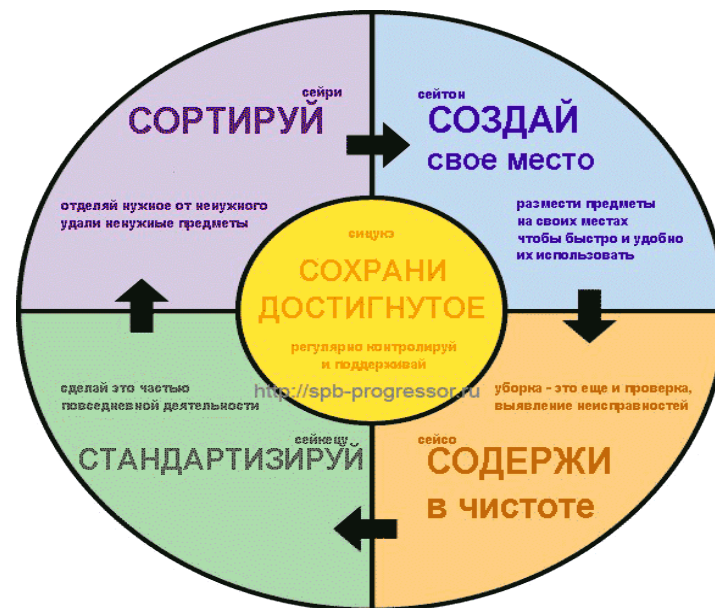 сейри
СОРТИРУЙ
отделяй нужное от ненужного
удали ненужные предметы
сейтон
СОЗДАЙ
свое место
размести предметы
на своих местах
чтобы быстро и удобно
их использовать
сицукэ
СОХРАНИ
ДОСТИГНУТОЕ
регулярно контролируй
и поддерживай
http://spb-progressor.ru
уборка - это еще и проверка,
выявление неисправностей
сейсо
СОДЕРЖИ
в чистоте
сделай это частью
повседневной деятельности
сейкецу
СТАНДАРТИЗИРУЙ